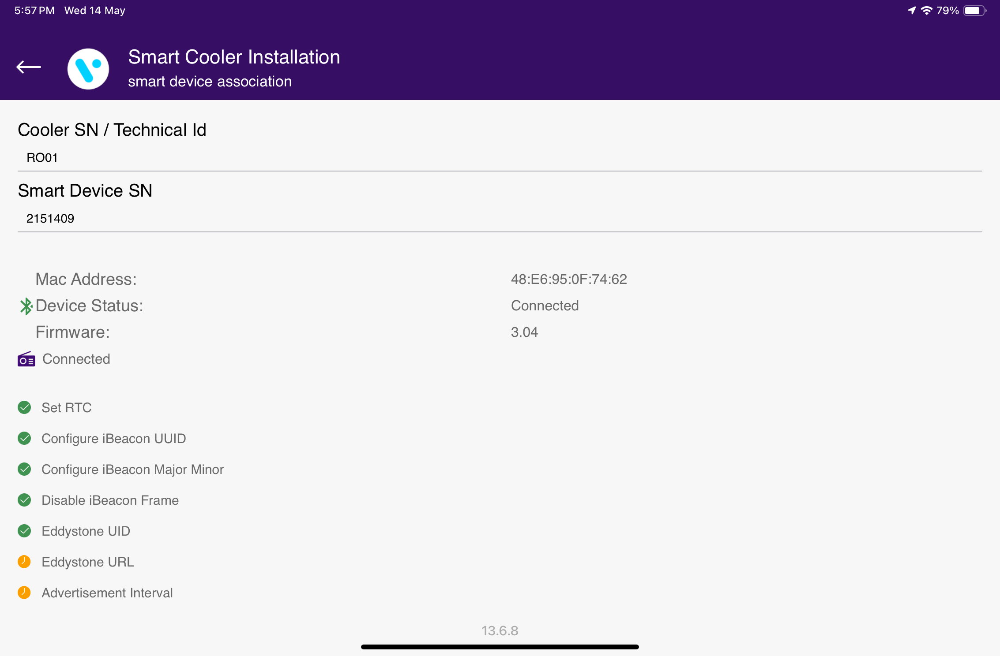 5:57 PM Wed 14 May 79%
Smart Cooler Installation
smart device association
Cooler SN / Technical Id
RO01
Smart Device SN
2151409
Mac Address: 48:E6:95:0F:74:62
Device Status: Connected
Firmware: 3.04
Connected
Set RTC
Configure iBeacon UUID
Configure iBeacon Major Minor
Disable iBeacon Frame
Eddystone UID
Eddystone URL
Advertisement Interval
13.6.8